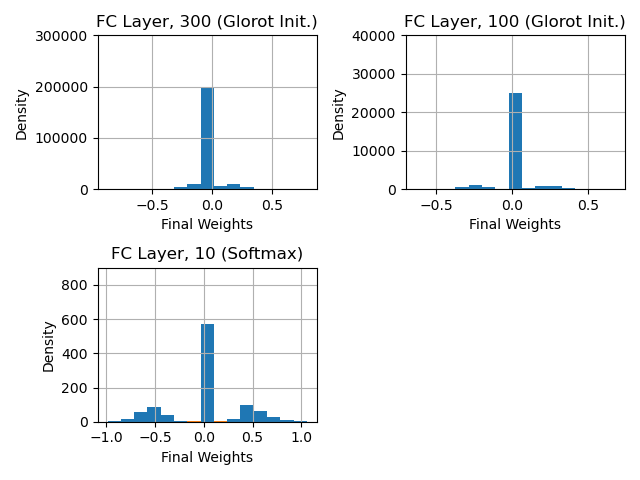 FC Layer, 300 (Glorot Init.)
300000
200000
100000
0
Density
−0.5 0.0 0.5
Final Weights
FC Layer, 100 (Glorot Init.)
40000
30000
20000
10000
0
Density
−0.5 0.0 0.5
Final Weights
FC Layer, 10 (Softmax)
800
600
400
200
0
Density
−1.0 −0.5 0.0 0.5 1.0
Final Weights